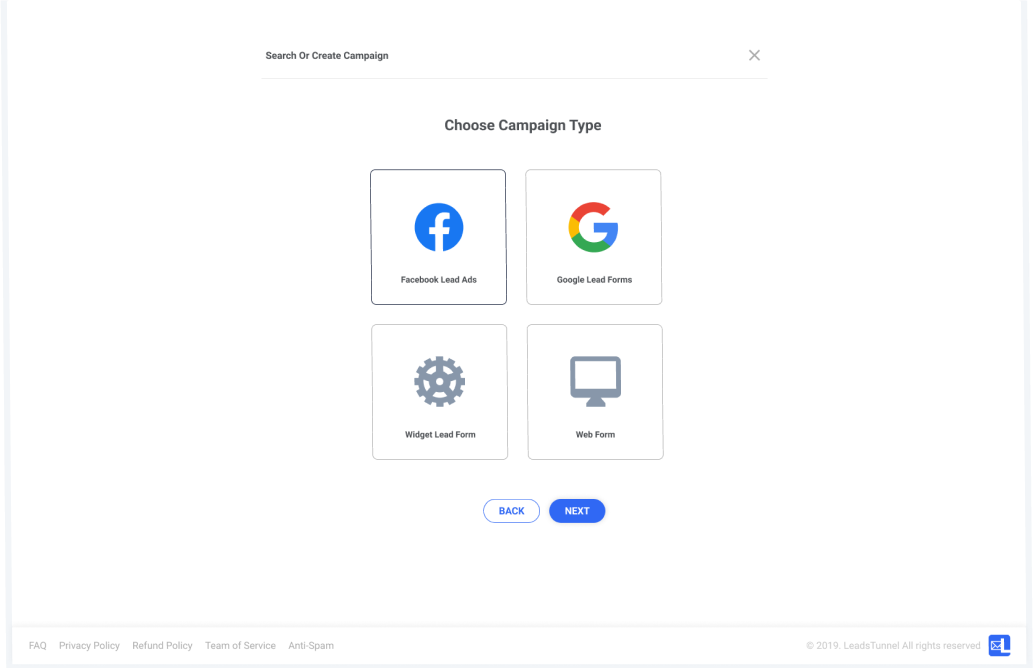 Search Or Create Campaign
Choose Campaign Type
Facebook Lead Ads
Google Lead Forms
Widget Lead Form
Web Form
BACK
NEXT
FAQ Privacy Policy Refund Policy Team of Service Anti-Spam
© 2019. LeadsTunnel All rights reserved